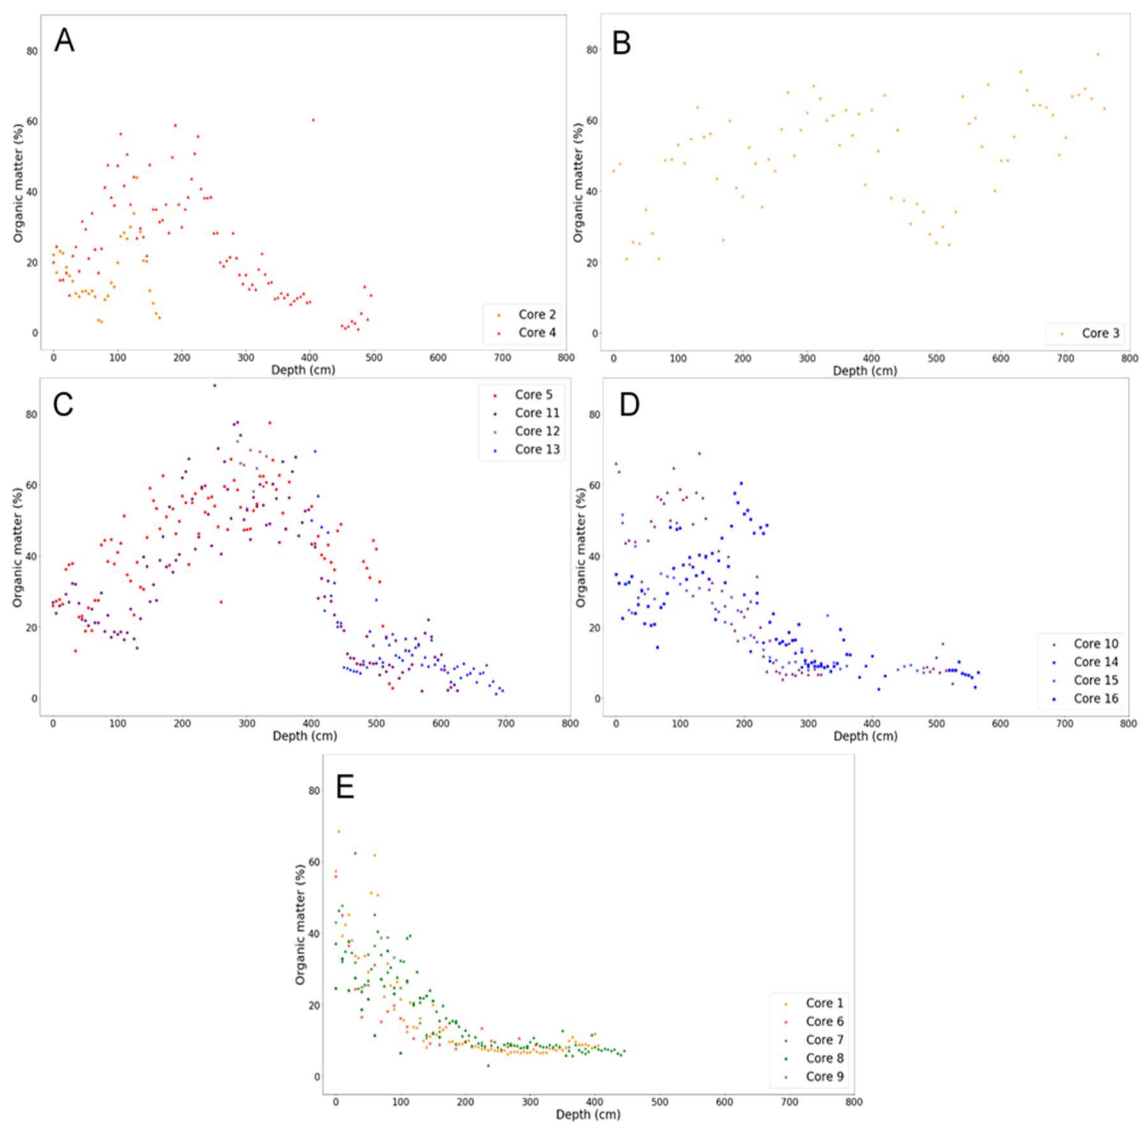 A
Organic matter (%)
80
60
40
20
0
Core 2
Core 4
0 100 200 300 400 500 600 700 800
Depth (cm)
B
Organic matter (%)
80
60
40
20
0
Core 3
0 100 200 300 400 500 600 700 800
Depth (cm)
C
Organic matter (%)
80
60
40
20
0
Core 5
Core 11
Core 12
Core 13
0 100 200 300 400 500 600 700 800
Depth (cm)
D
Organic matter (%)
80
60
40
20
0
Core 10
Core 14
Core 15
Core 16
0 100 200 300 400 500 600 700 800
Depth (cm)
E
Organic matter (%)
80
60
40
20
0
Core 1
Core 6
Core 7
Core 8
Core 9
0 100 200 300 400 500 600 700 800
Depth (cm)